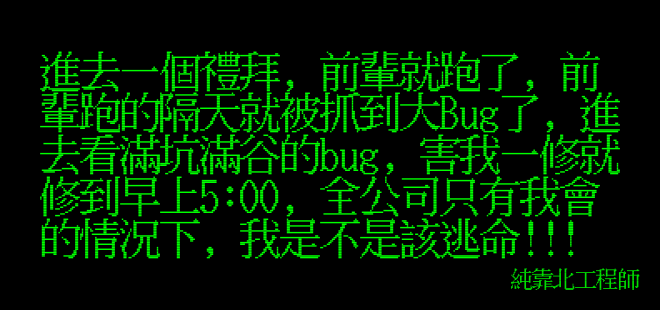 進去一個禮拜, 前輩就跑了, 前
輩跑的隔天就被抓到大Bug了, 進
去看滿坑滿谷的bug, 害我一修就
修到早上5:00, 全公司只有我會
的情況下, 我是不是該逃命!!!
純靠北工程師